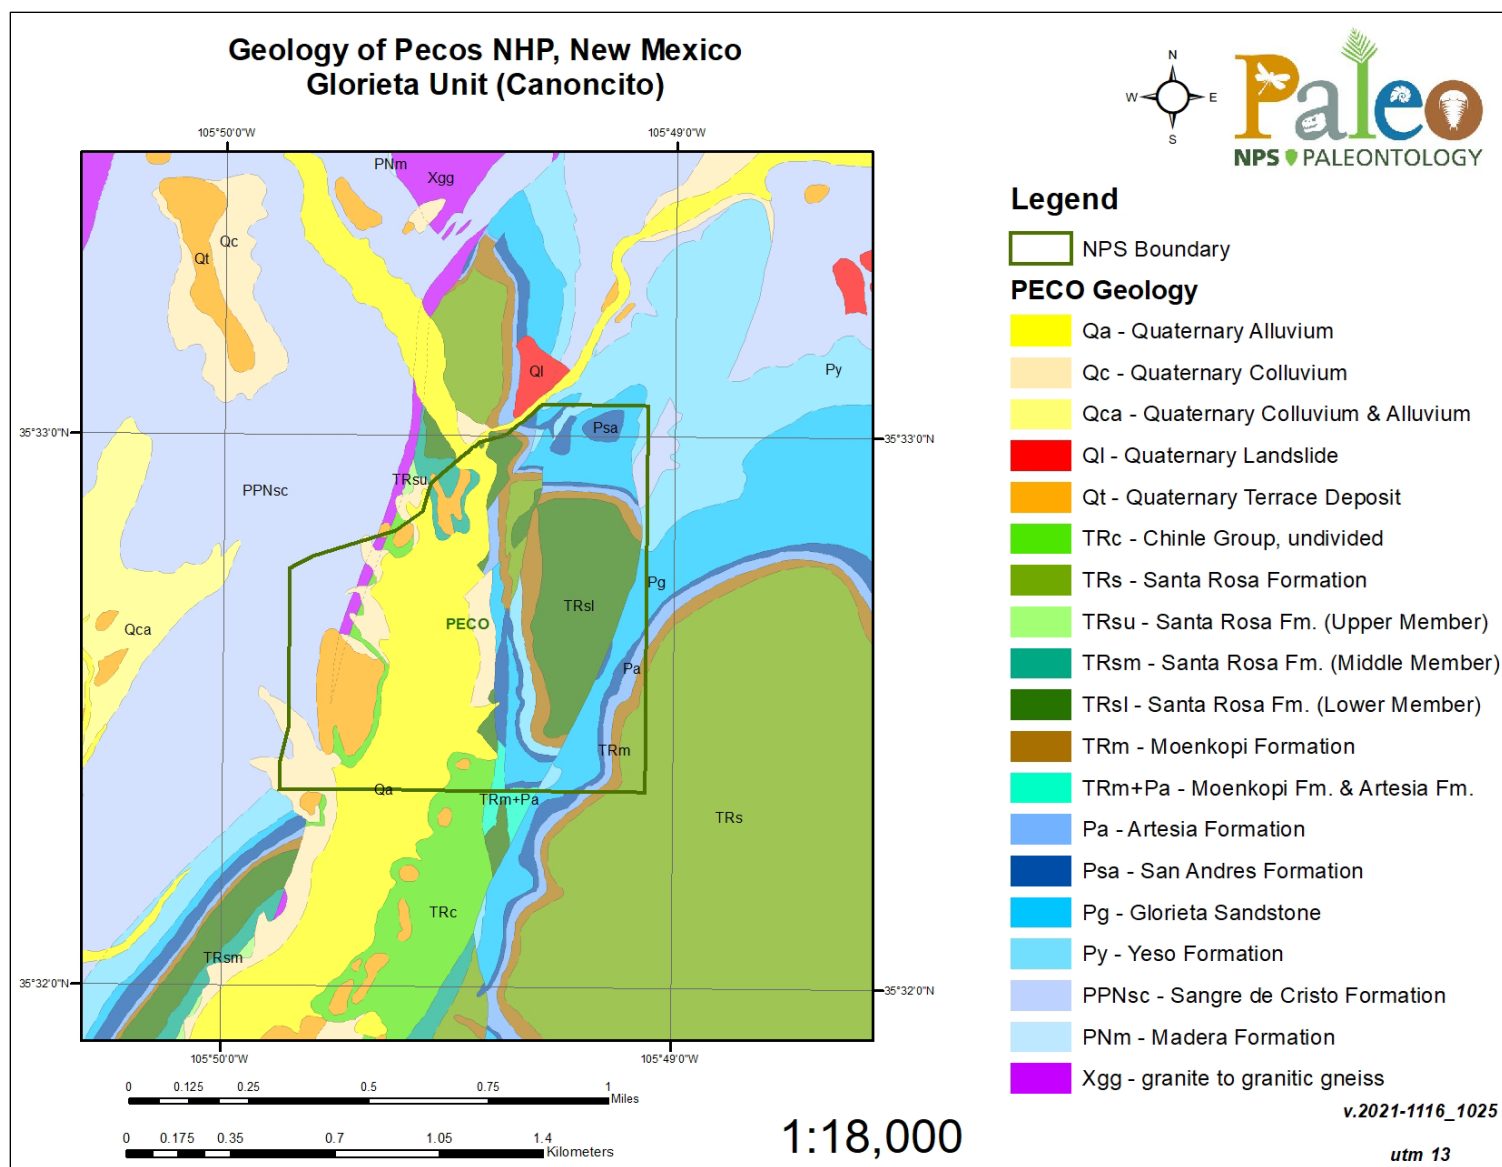 Geology of Pecos NHP, New Mexico
Glorieta Unit (Canoncito)
N
W
E
S
Paleo
NPS PALEONTOLOGY
105°50'0"W
105°49'0"W
PNm
Xgg
Qc
Qt
Ql
Py
35°33'0"N
35°33'0"N
Psa
TRsu
PPNsc
Pg
TRsl
PECO
Qca
Pa
TRm
Qa
TRm+Pa
TRs
TRc
TRsm
35°32'0"N
35°32'0"N
105°50'0"W
105°49'0"W
Legend
NPS Boundary
PECO Geology
Qa - Quaternary Alluvium
Qc - Quaternary Colluvium
Qca - Quaternary Colluvium & Alluvium
Ql - Quaternary Landslide
Qt - Quaternary Terrace Deposit
TRc - Chinle Group, undivided
TRs - Santa Rosa Formation
TRsu - Santa Rosa Fm. (Upper Member)
TRsm - Santa Rosa Fm. (Middle Member)
TRsl - Santa Rosa Fm. (Lower Member)
TRm - Moenkopi Formation
TRm+Pa - Moenkopi Fm. & Artesia Fm.
Pa - Artesia Formation
Psa - San Andres Formation
Pg - Glorieta Sandstone
Py - Yeso Formation
PPNsc - Sangre de Cristo Formation
PNm - Madera Formation
Xgg - granite to granitic gneiss
0 0.125 0.25 0.5 0.75 1
Miles
0 0.175 0.35 0.7 1.05 1.4
Kilometers
1:18,000
v.2021-1116_1025
utm 13